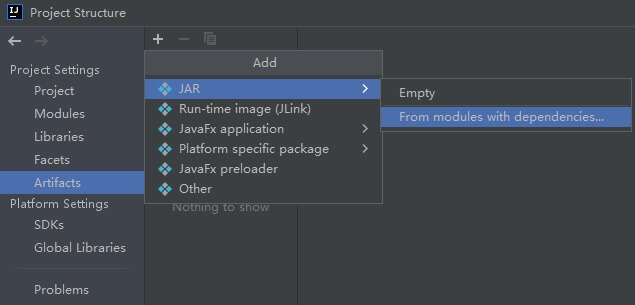 IJ Project Structure
Project Settings
Project
Modules
Libraries
Facets
Artifacts
Platform Settings
SDKs
Global Libraries
Problems
Add
JAR
Run-time image (JLink)
JavaFx application
Platform specific package
JavaFx preloader
Other
Nothing to show
Empty
From modules with dependencies...